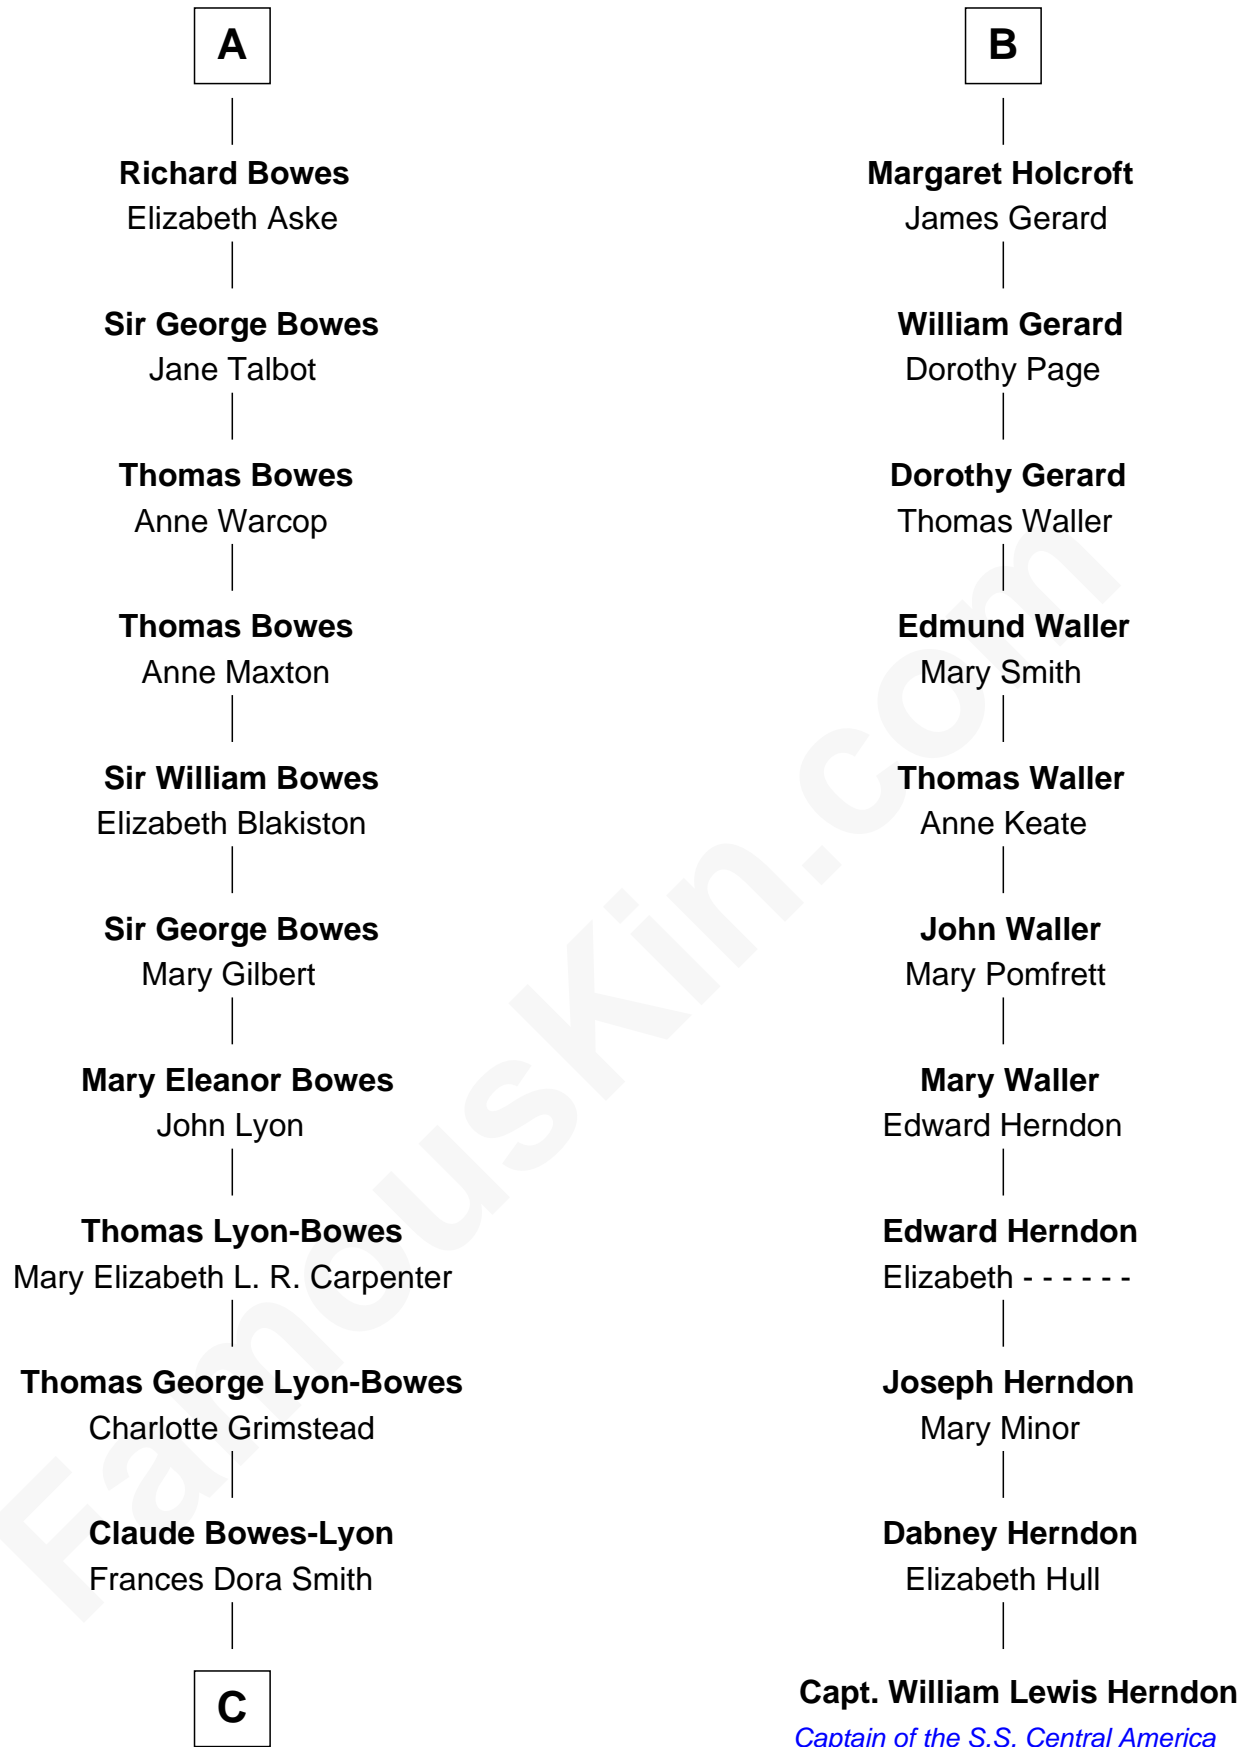 A
Richard Bowes
Elizabeth Aske
Sir George Bowes
Jane Talbot
Thomas Bowes
Anne Warcop
Thomas Bowes
Anne Maxton
Sir William Bowes
Elizabeth Blakiston
Sir George Bowes
Mary Gilbert
Mary Eleanor Bowes
John Lyon
Thomas Lyon-Bowes
Mary Elizabeth L. R. Carpenter
Thomas George Lyon-Bowes
Charlotte Grimstead
Claude Bowes-Lyon
Frances Dora Smith
C
B
Margaret Holcroft
James Gerard
William Gerard
Dorothy Page
Dorothy Gerard
Thomas Waller
Edmund Waller
Mary Smith
Thomas Waller
Anne Keate
John Waller
Mary Pomfrett
Mary Waller
Edward Herndon
Edward Herndon
Elizabeth - - - - - -
Joseph Herndon
Mary Minor
Dabney Herndon
Elizabeth Hull
Capt. William Lewis Herndon
Captain of the S.S. Central America
FamousKin.com